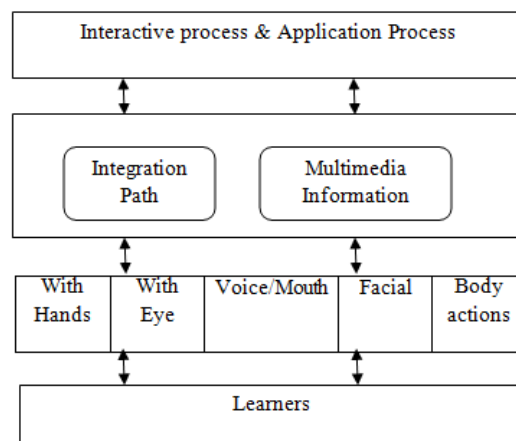 Interactive process & Application Process
Integration
Path
Multimedia
Information
With
Hands
With
Eye
Voice/Mouth
Facial
Body
actions
Learners